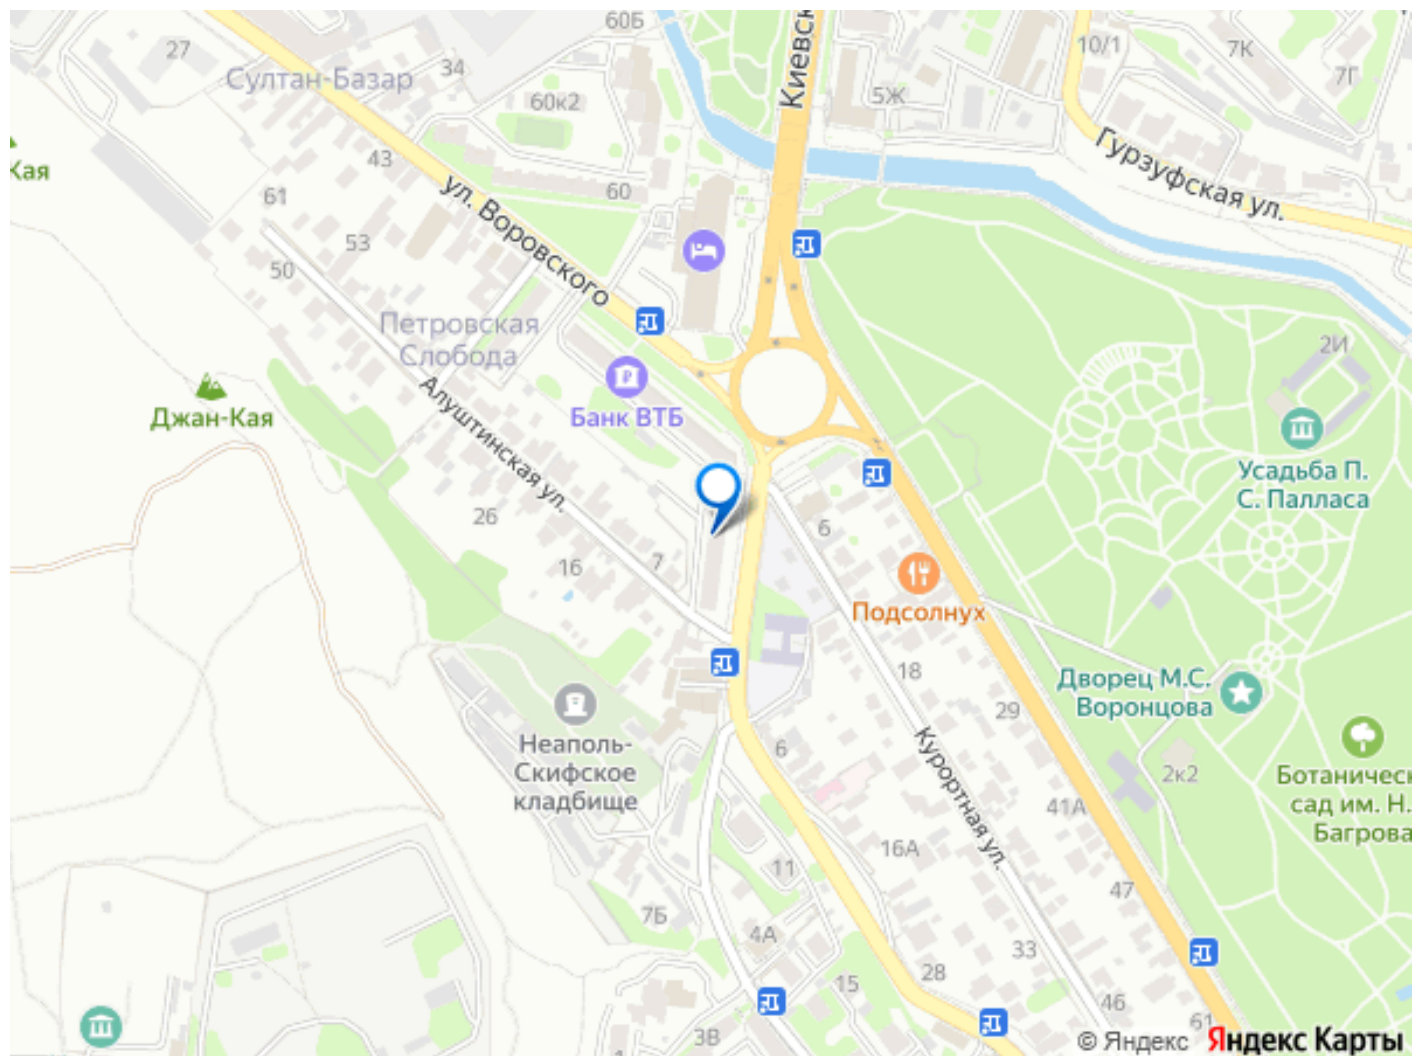 60Б
Киевск
10/1
7К
27
34
Султан-Базар
7Г
60к2
5Ж
Гурзуфская ул.
43
Кая
60
61
ул. Воровского
53
50
Петровская
Слобода
2И
Банк ВТБ
Джан-Кая
Алуштинская ул.
Усадьба П.
С. Палласа
26
6
16
7
Подсолнух
18
Дворец М.С.
Воронцова
29
Неаполь-
Скифское
кладбище
6
Курортная ул.
2к2
Ботаническ
сад им. Н.
Багрова
41А
16А
11
47
7Б
4А
33
28
15
46
61
3В
1
© Яндекс
Яндекс Карты